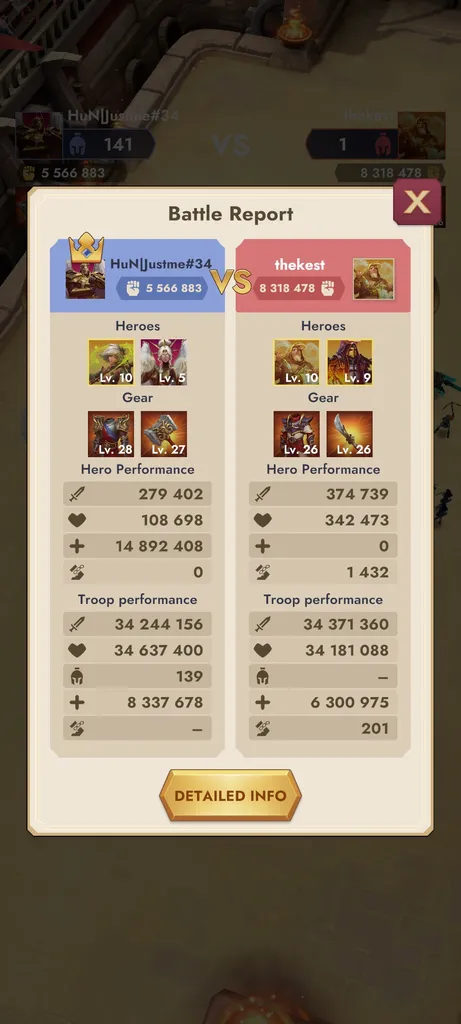 HuN|Justme#34
thekest
141
VS
1
5 566 883
8 318 478
X
Battle Report
HuN|Justme#34
VS
thekest
5 566 883
8 318 478
Heroes
Heroes
Lv. 10
Lv. 5
Lv. 10
Lv. 9
Gear
Gear
Lv. 28
Lv. 27
Lv. 26
Lv. 26
Hero Performance
Hero Performance
279 402
374 739
108 698
342 473
14 892 408
0
0
1 432
Troop performance
Troop performance
34 244 156
34 371 360
34 637 400
34 181 088
139
–
8 337 678
6 300 975
–
201
DETAILED INFO